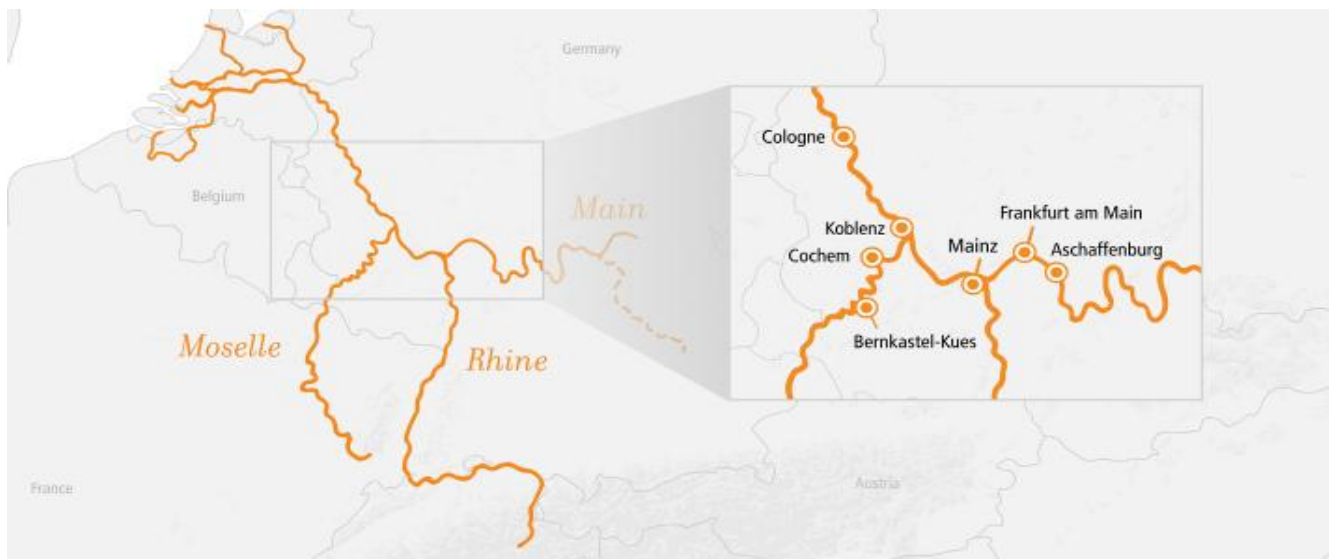 Germany
Cologne
Belgium
Main
Frankfurt am Main
Koblenz
Mainz
Aschaffenburg
Cochem
Moselle
Rhine
Bernkastel-Kues
France
Austria